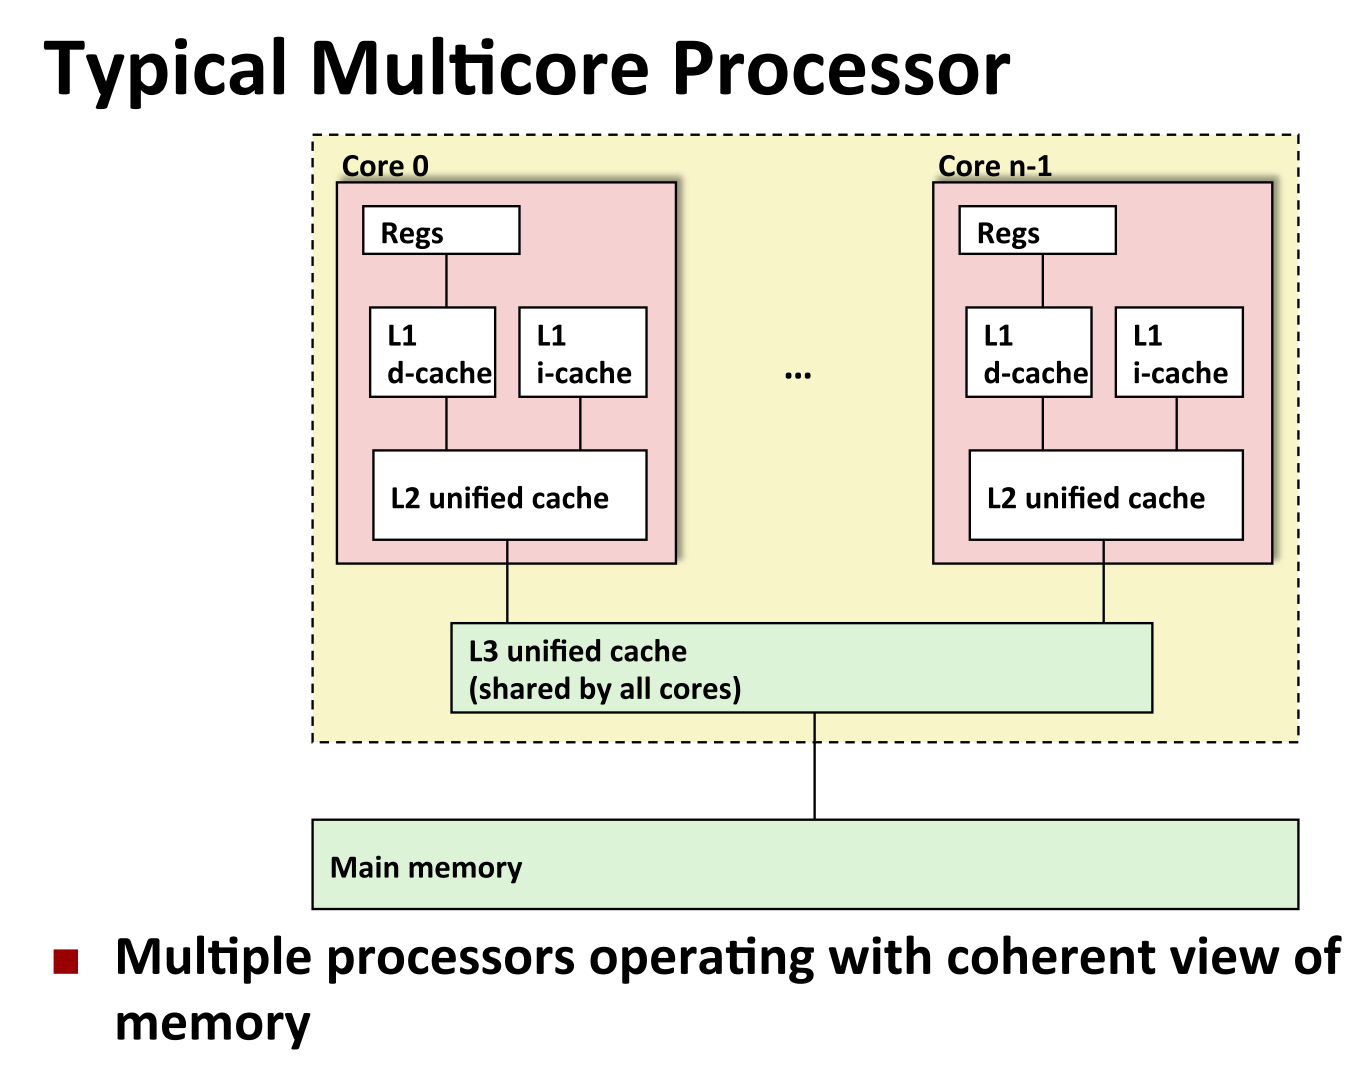 Typical Multicore Processor
Core 0
Core n-1
Regs
Regs
L1
d-cache
L1
i-cache
...
L1
d-cache
L1
i-cache
L2 unified cache
L2 unified cache
L3 unified cache
(shared by all cores)
Main memory
Multiple processors operating with coherent view of
memory